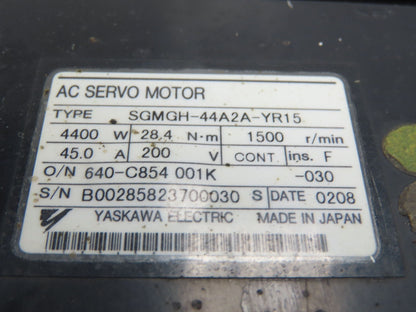 AC SERVO MOTOR
TYPE SGMGH-44A2A-YR15
4400 W 28.4 N·m 1500 r/min
45.0 A 200 V CONT. ins. F
O/N 640-C854 001K -030
S/N B00285823700030 S DATE 0208
YASKAWA ELECTRIC MADE IN JAPAN